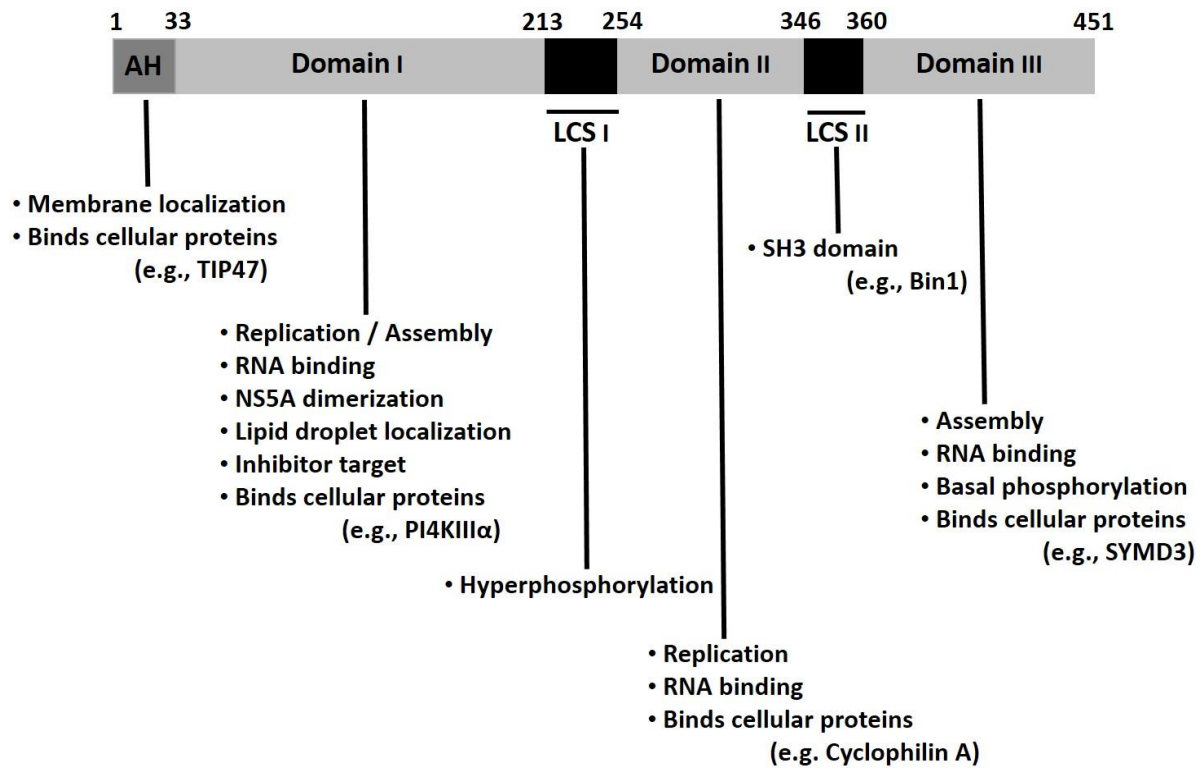 1 33 213 254 346 360 451
AH Domain I Domain II Domain III
LCS I LCS II
• Membrane localization
• Binds cellular proteins
(e.g., TIP47)
• SH3 domain
(e.g., Bin1)
• Replication / Assembly
• RNA binding
• NS5A dimerization
• Lipid droplet localization
• Inhibitor target
• Binds cellular proteins
(e.g., PI4KIIIα)
• Assembly
• RNA binding
• Basal phosphorylation
• Binds cellular proteins
(e.g., SYMD3)
• Hyperphosphorylation
• Replication
• RNA binding
• Binds cellular proteins
(e.g. Cyclophilin A)